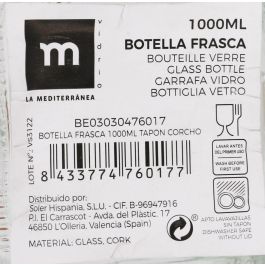 vidrio
m
LA MEDITERRÁNEA
1000ML
BOTELLA FRASCA
BOUTEILLE VERRE
GLASS BOTTLE
GARRAFA VIDRO
BOTTIGLIA VETRO
LOTE Nº: VS3122
BE03030476017
BOTELLA FRASCA 1000ML TAPON CORCHO
8 433774 760177
LAVAR ANTES
DEL PRIMER USO
WASH BEFORE
FIRST USE
Distribuido por:
Soler Hispania, S.L.U. - CIF. B-96947916
P.I. El Carrascot - Avda. del Plàstic, 17
46850 L'Olleria, Valencia (Spain)
MATERIAL: GLASS, CORK
APTO LAVAVAJILLAS
SIN TAPON
DISHWASHER SAFE
WITHOUT LID